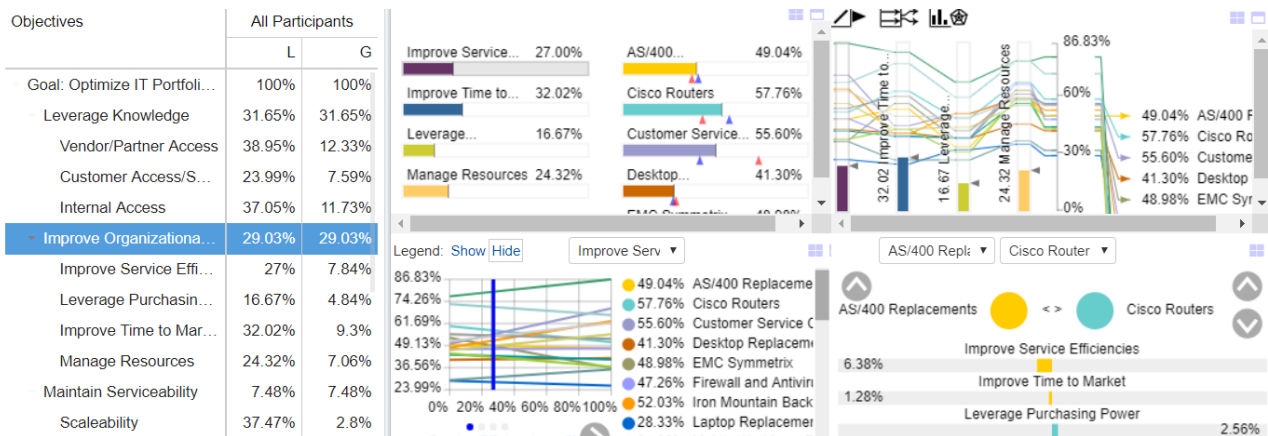 Objectives
All Participants
L G
Goal: Optimize IT Portfoli... 100% 100%
Leverage Knowledge 31.65% 31.65%
Vendor/Partner Access 38.95% 12.33%
Customer Access/S... 23.99% 7.59%
Internal Access 37.05% 11.73%
Improve Organizationa... 29.03% 29.03%
Improve Service Effi... 27% 7.84%
Leverage Purchasin... 16.67% 4.84%
Improve Time to Mar... 32.02% 9.3%
Manage Resources 24.32% 7.06%
Maintain Serviceability 7.48% 7.48%
Scaleability 37.47% 2.8%
Improve Service... 27.00%
Improve Time to... 32.02%
Leverage... 16.67%
Manage Resources 24.32%
AS/400... 49.04%
Cisco Routers 57.76%
Customer Service... 55.60%
Desktop... 41.30%
32.02 Improve Time to...
16.67 Leverage...
24.32 Manage Resources
86.83%
60%
30%
0%
49.04% AS/400
57.76% Cisco Ro
55.60% Custome
41.30% Desktop
48.98% EMC Syr
Legend: Show Hide
Improve Serv
86.83%
74.26%
61.69%
49.13%
36.56%
23.99%
0% 20% 40% 60% 80% 100%
49.04% AS/400 Replaceme
57.76% Cisco Routers
55.60% Customer Service
41.30% Desktop Replaceme
48.98% EMC Symmetrix
47.26% Firewall and Antivir
52.03% Iron Mountain Back
28.33% Laptop Replacemer
AS/400 Repla
Cisco Router
AS/400 Replacements < > Cisco Routers
Improve Service Efficiencies
6.38%
Improve Time to Market
1.28%
Leverage Purchasing Power
2.56%